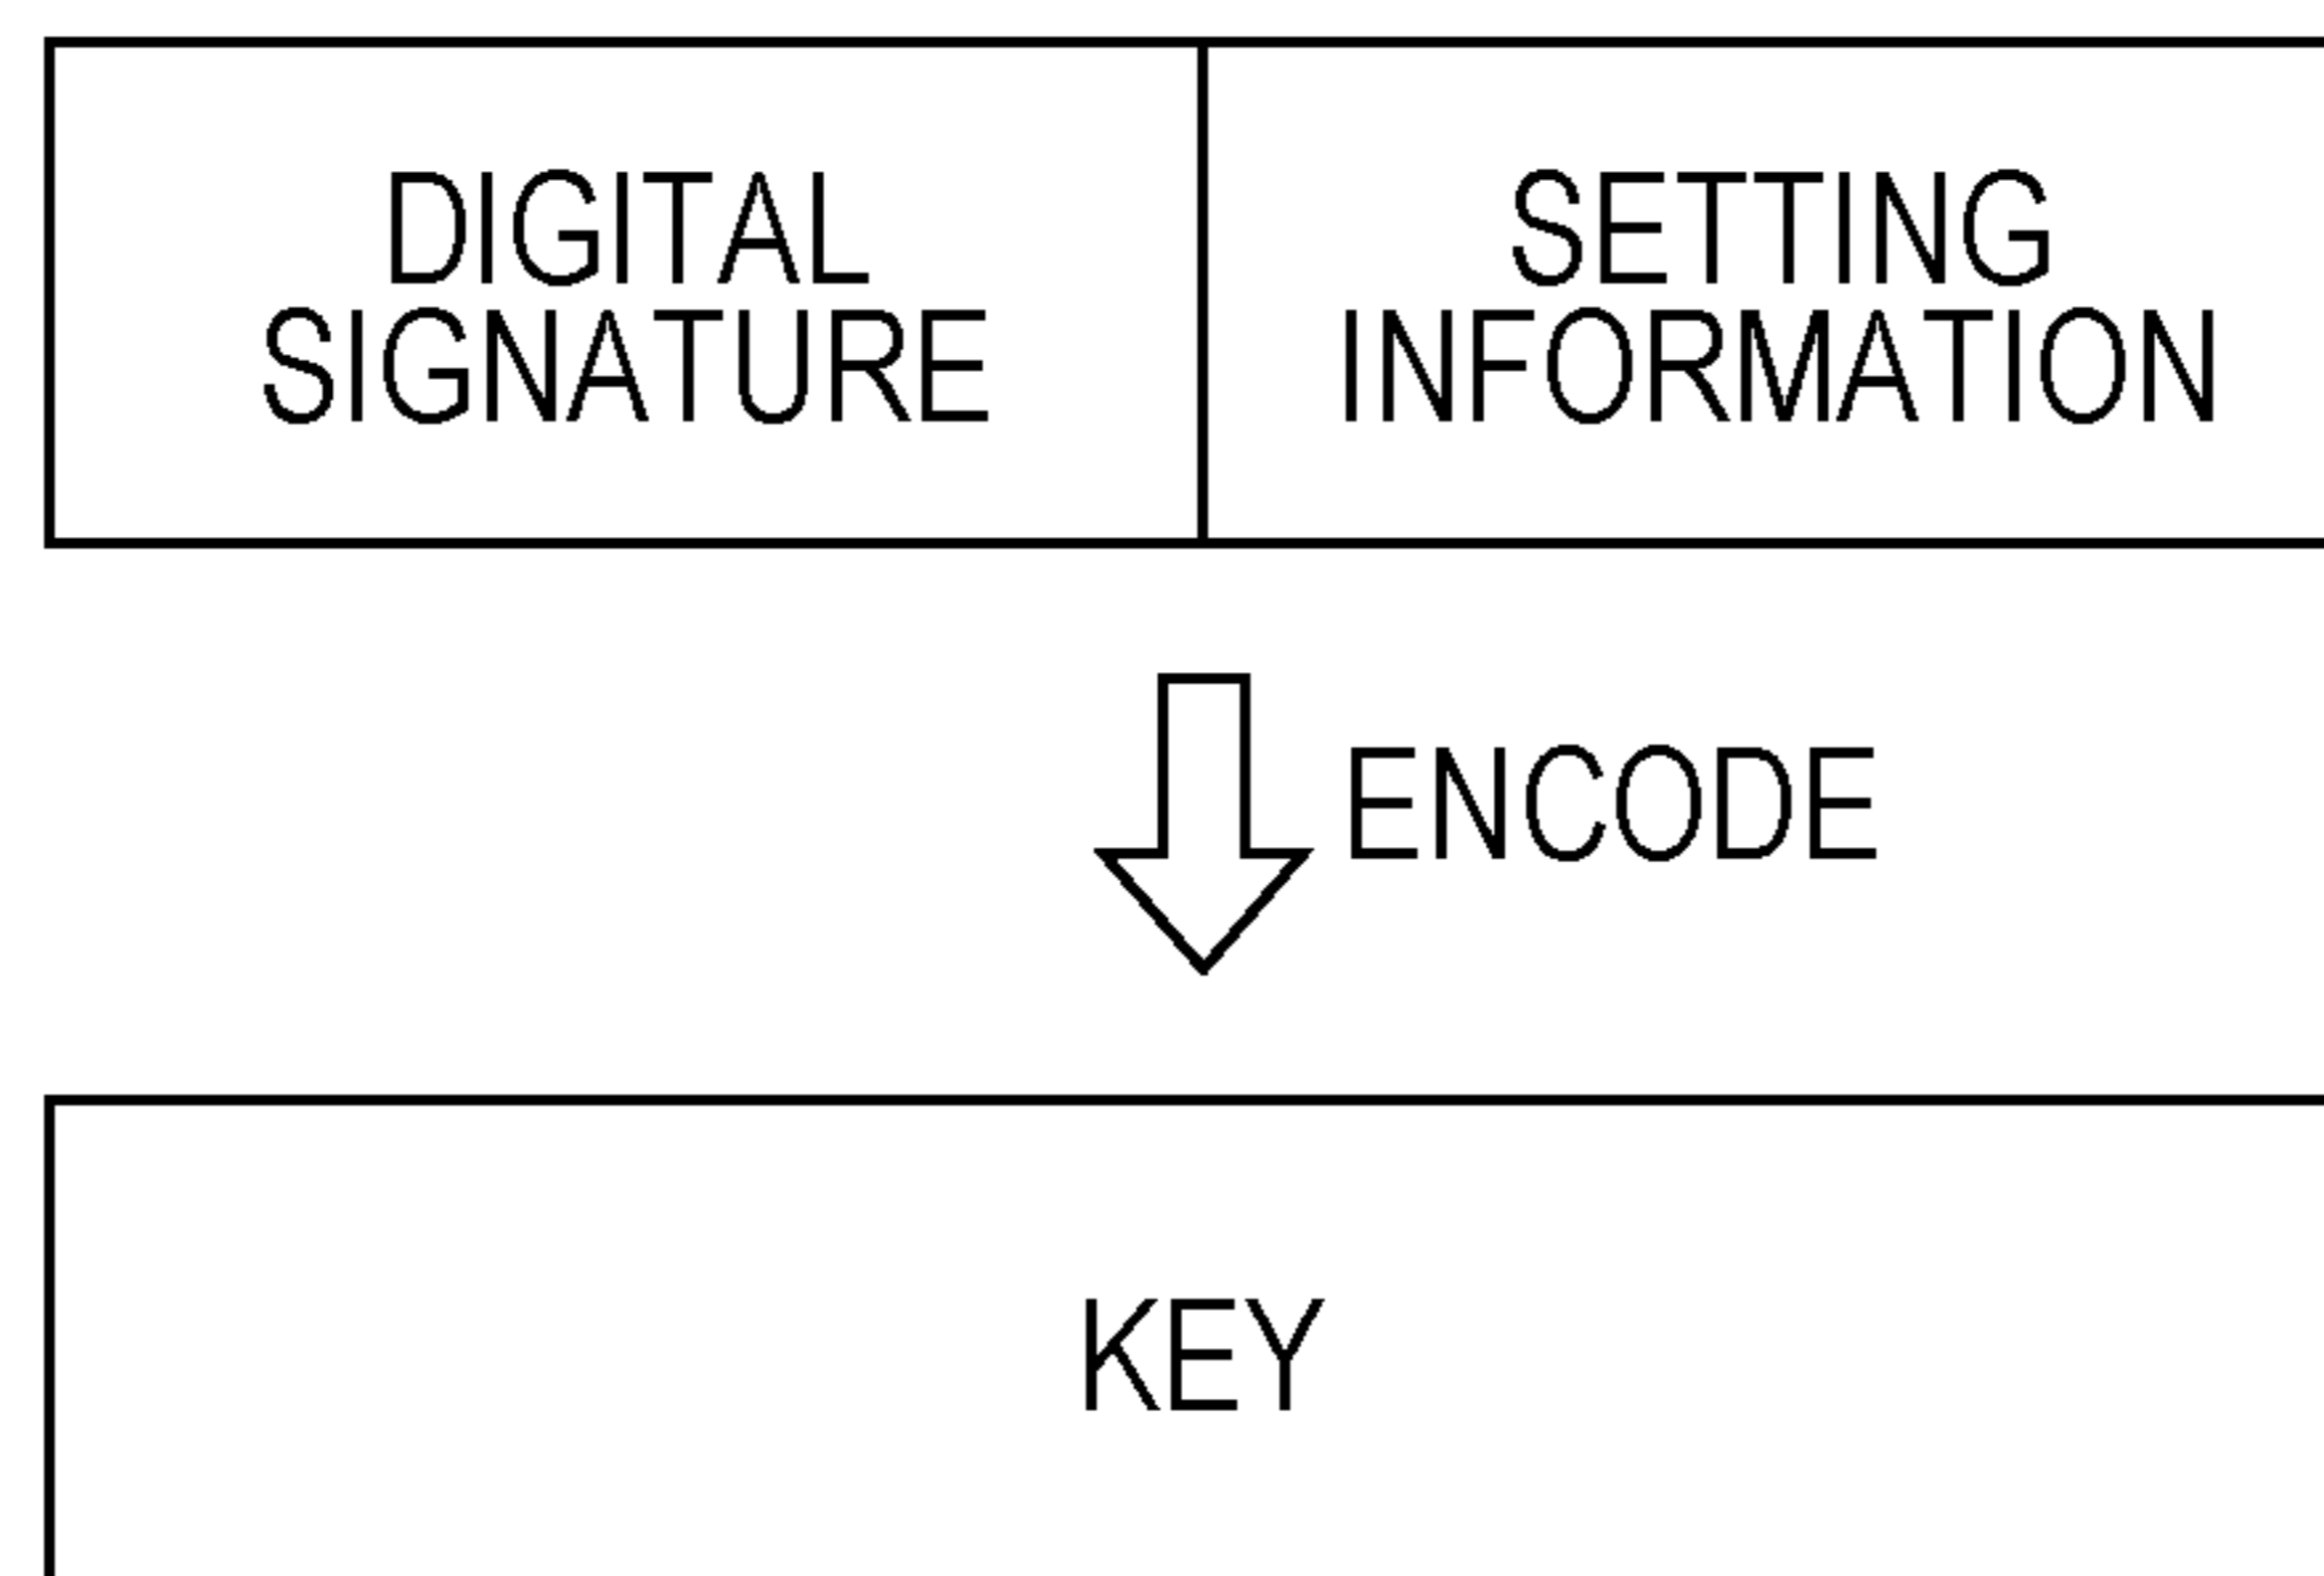 DIGITAL
SIGNATURE
SETTING
INFORMATION
ENCODE
KEY